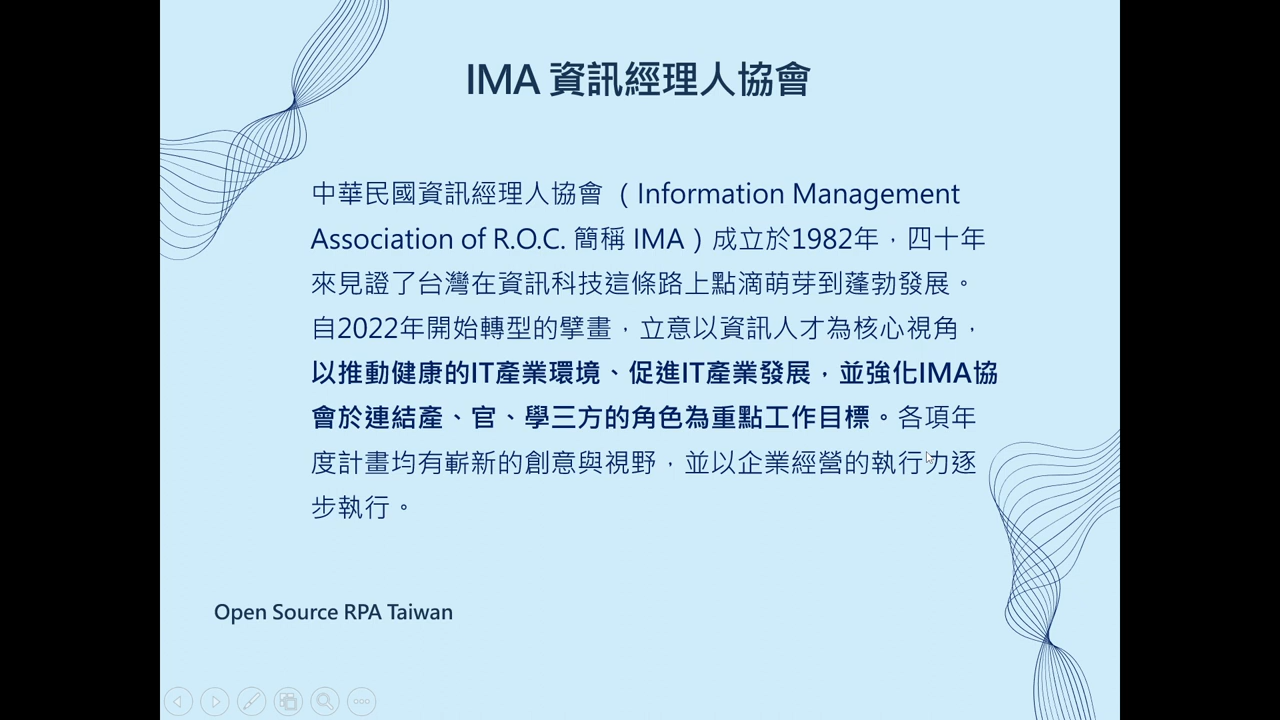 IMA 資訊經理人協會
中華民國資訊經理人協會 （Information Management
Association of R.O.C. 簡稱 IMA）成立於1982年，四十年
來見證了台灣在資訊科技這條路上點滴萌芽到蓬勃發展。
自2022年開始轉型的擘畫，立意以資訊人才為核心視角，
以推動健康的IT產業環境、促進IT產業發展，並強化IMA協
會於連結產、官、學三方的角色為重點工作目標。各項年
度計畫均有嶄新的創意與視野，並以企業經營的執行力逐
步執行。
Open Source RPA Taiwan